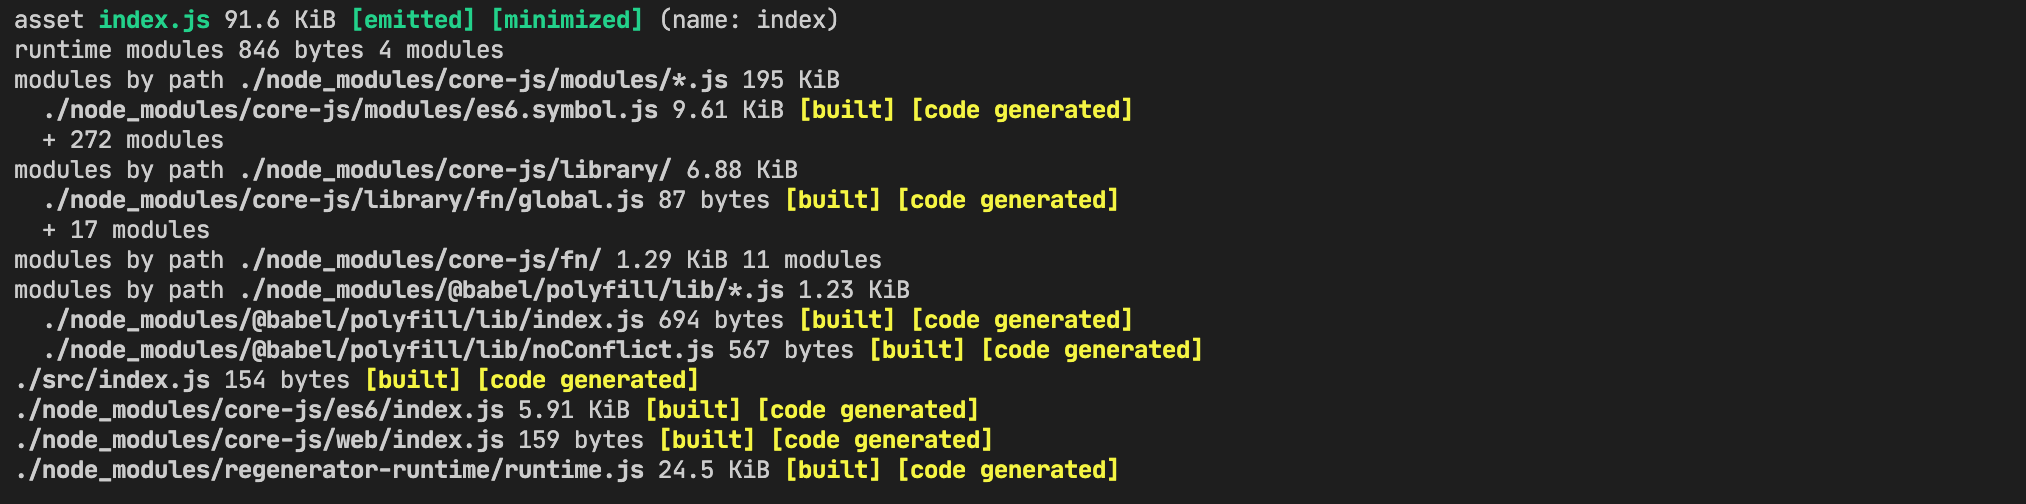 asset index.js 91.6 KiB [emitted] [minimized] (name: index)
runtime modules 846 bytes 4 modules
modules by path ./node_modules/core-js/modules/*.js 195 KiB
  ./node_modules/core-js/modules/es6.symbol.js 9.61 KiB [built] [code generated]
  + 272 modules
modules by path ./node_modules/core-js/library/ 6.88 KiB
  ./node_modules/core-js/library/fn/global.js 87 bytes [built] [code generated]
  + 17 modules
modules by path ./node_modules/core-js/fn/ 1.29 KiB 11 modules
modules by path ./node_modules/@babel/polyfill/lib/*.js 1.23 KiB
  ./node_modules/@babel/polyfill/lib/index.js 694 bytes [built] [code generated]
  ./node_modules/@babel/polyfill/lib/noConflict.js 567 bytes [built] [code generated]
./src/index.js 154 bytes [built] [code generated]
./node_modules/core-js/es6/index.js 5.91 KiB [built] [code generated]
./node_modules/core-js/web/index.js 159 bytes [built] [code generated]
./node_modules/regenerator-runtime/runtime.js 24.5 KiB [built] [code generated]